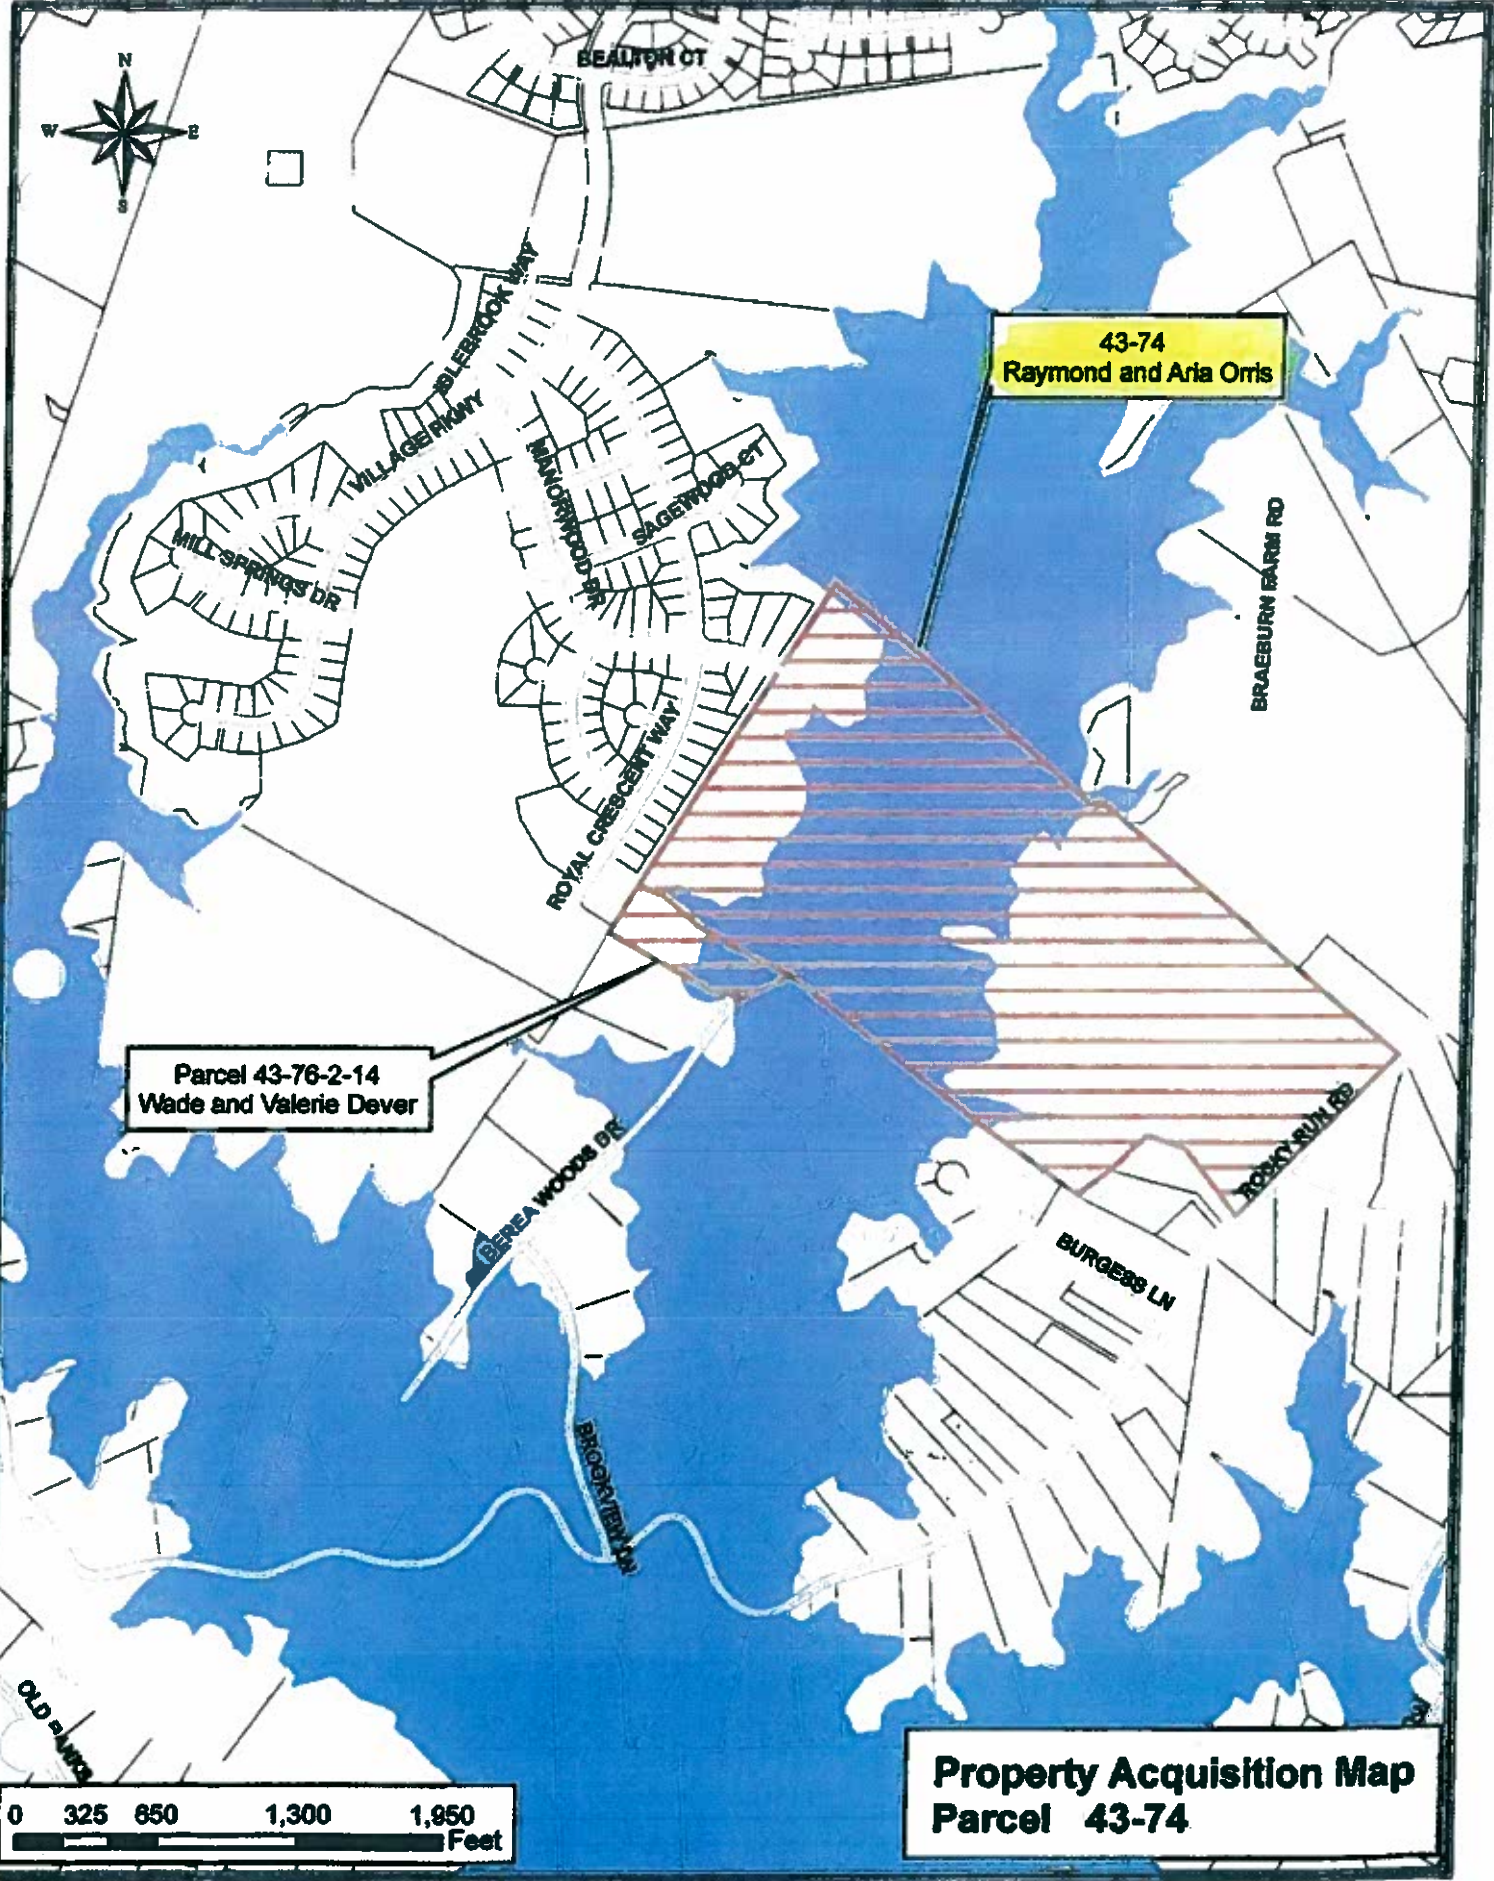 BEALTON CT
N
W
E
S
IDLEBROOK WAY
43-74
Raymond and Aria Orris
VILLAGE PKWY
MANORWOOD DR
SAGEWOOD CT
MILL SPRINGS DR
BRAEBURN FARM RD
ROYAL CRESCENT WAY
Parcel 43-76-2-14
Wade and Valerie Dever
ROCKY RUN RD
BEREA WOODS DR
BURGESS LN
BROOKVIEW LN
OLD BANKS
Property Acquisition Map
Parcel 43-74
0 325 650 1,300 1,950
Feet